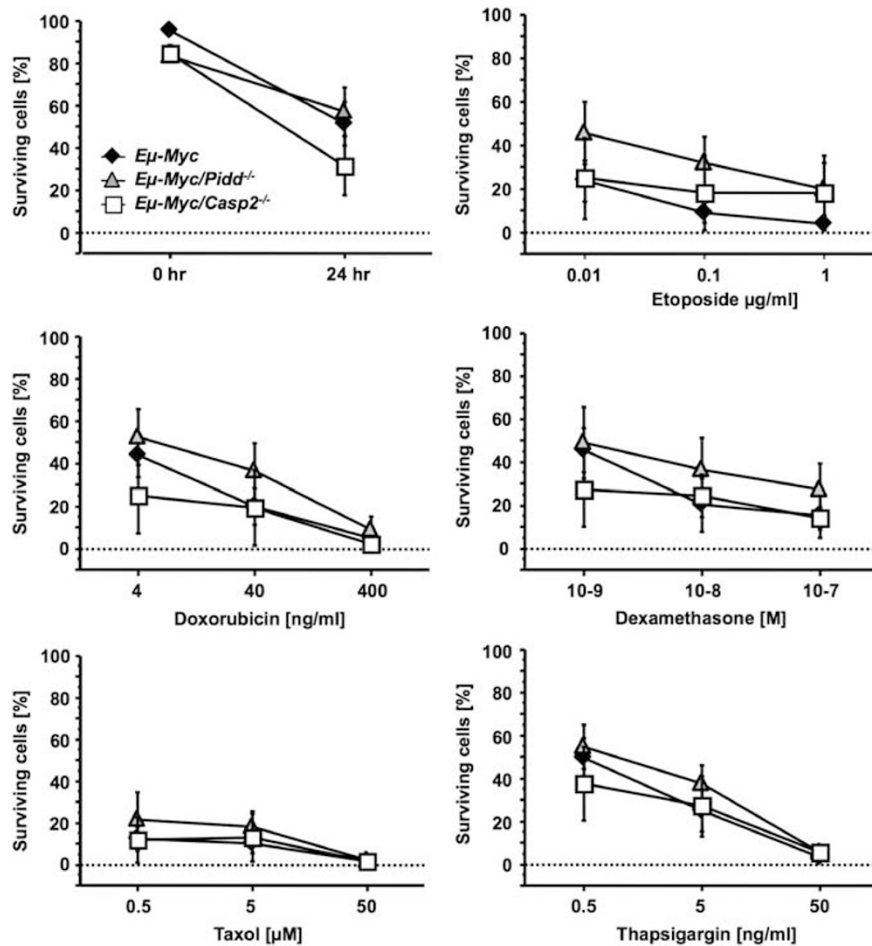 Surviving cells [%]
100
80
60
40
20
0
Eµ-Myc
Eµ-Myc/Pidd-/-
Eµ-Myc/Casp2-/-
0 hr 24 hr
Surviving cells [%]
100
80
60
40
20
0
0.01 0.1 1
Etoposide µg/ml]
Surviving cells [%]
100
80
60
40
20
0
4 40 400
Doxorubicin [ng/ml]
Surviving cells [%]
100
80
60
40
20
0
10-9 10-8 10-7
Dexamethasone [M]
Surviving cells [%]
100
80
60
40
20
0
0.5 5 50
Taxol [µM]
Surviving cells [%]
100
80
60
40
20
0
0.5 5 50
Thapsigargin [ng/ml]